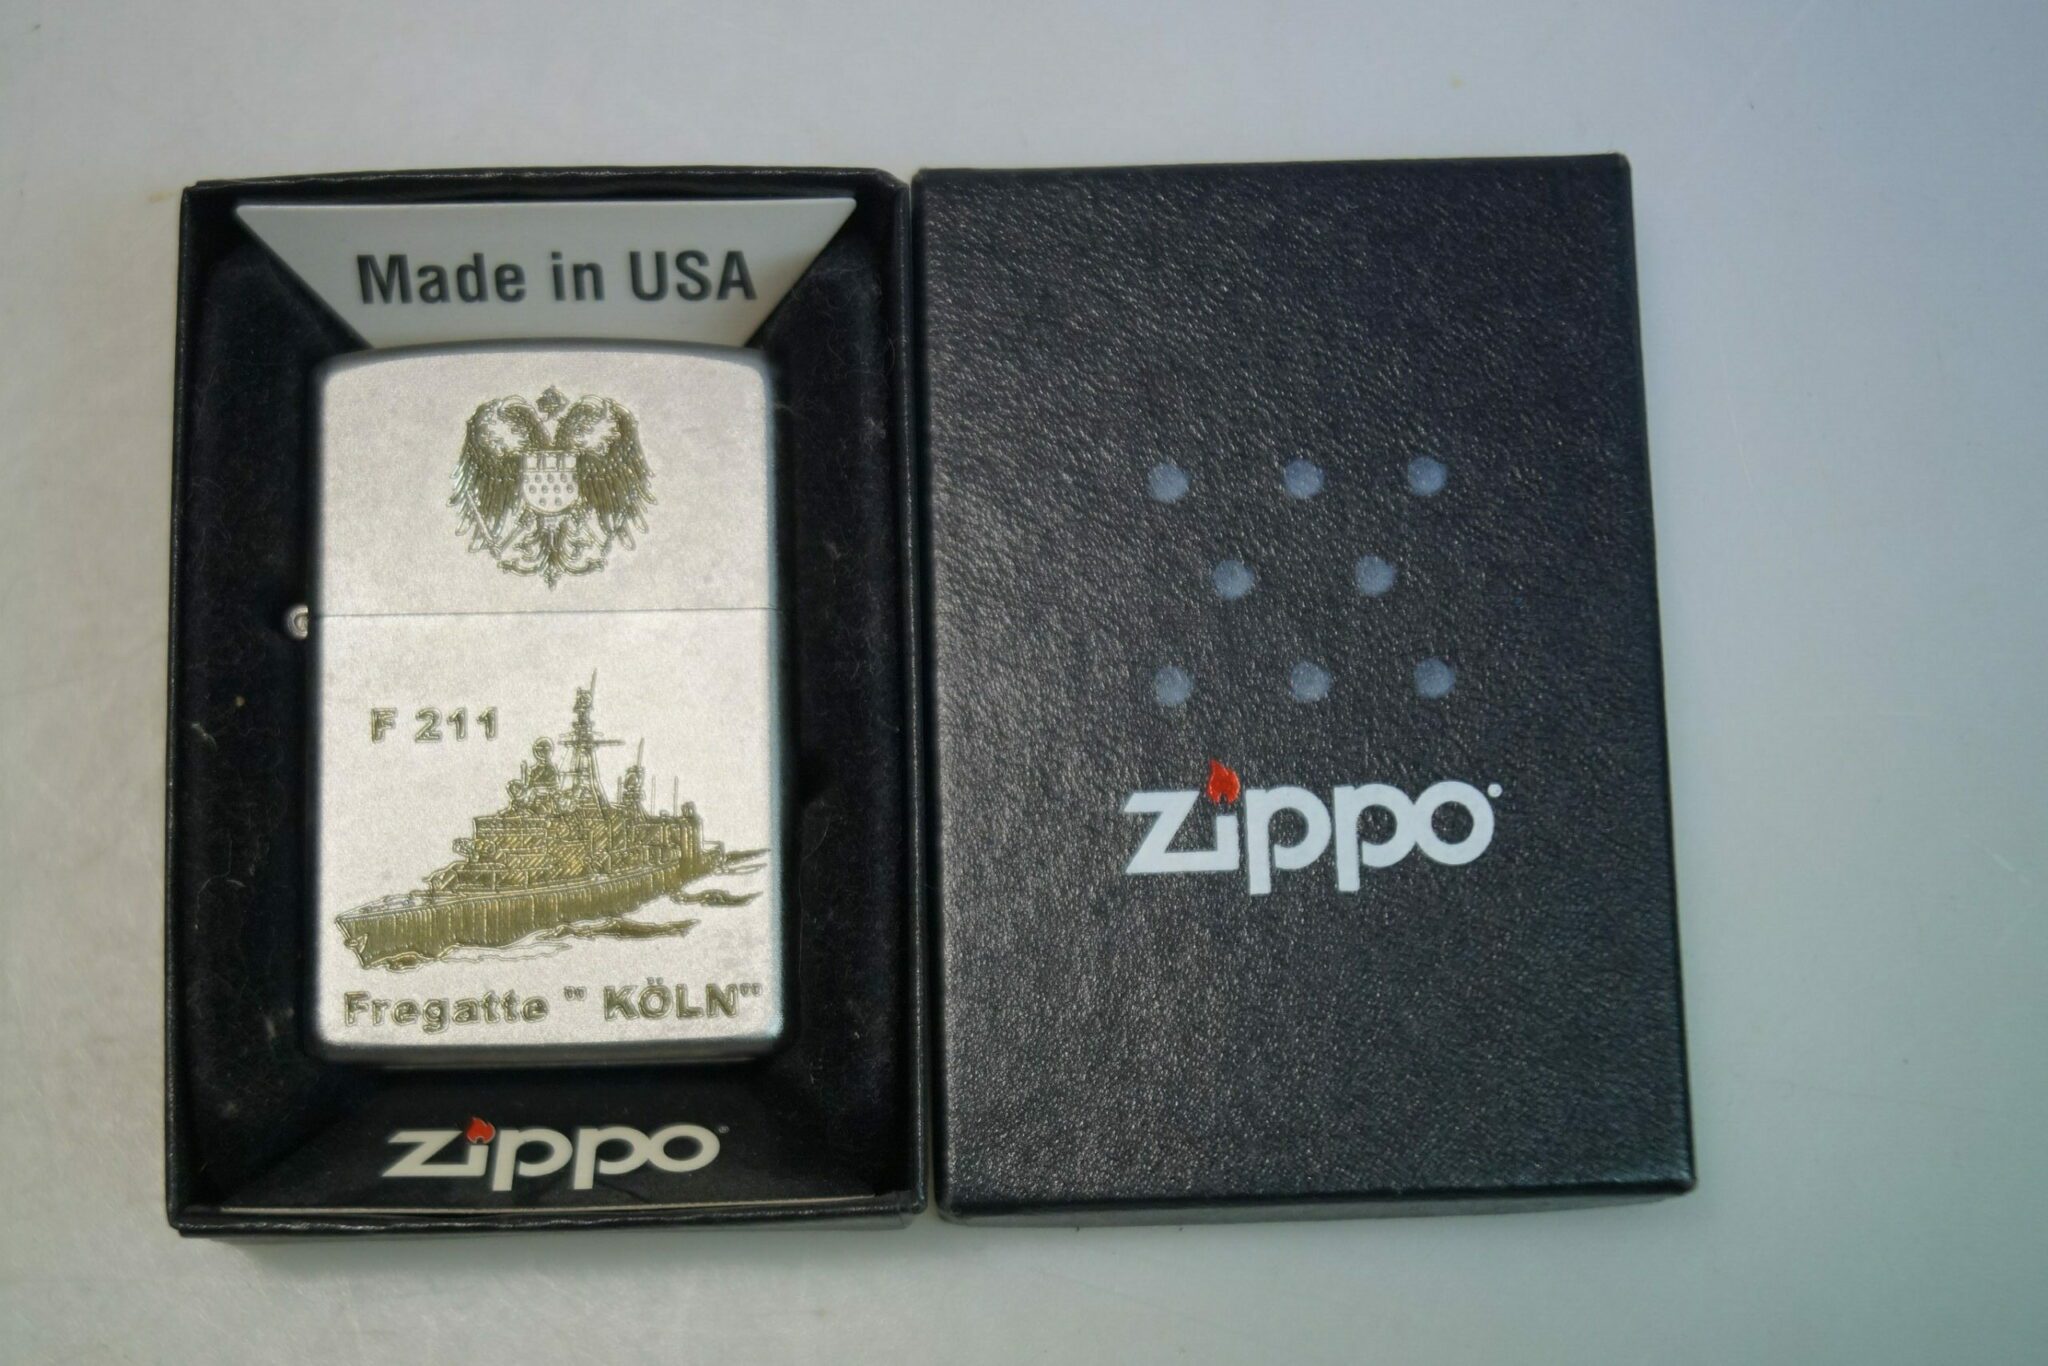 Made in USA
F 211
Fregatte " KÖLN"
zippo
zippo